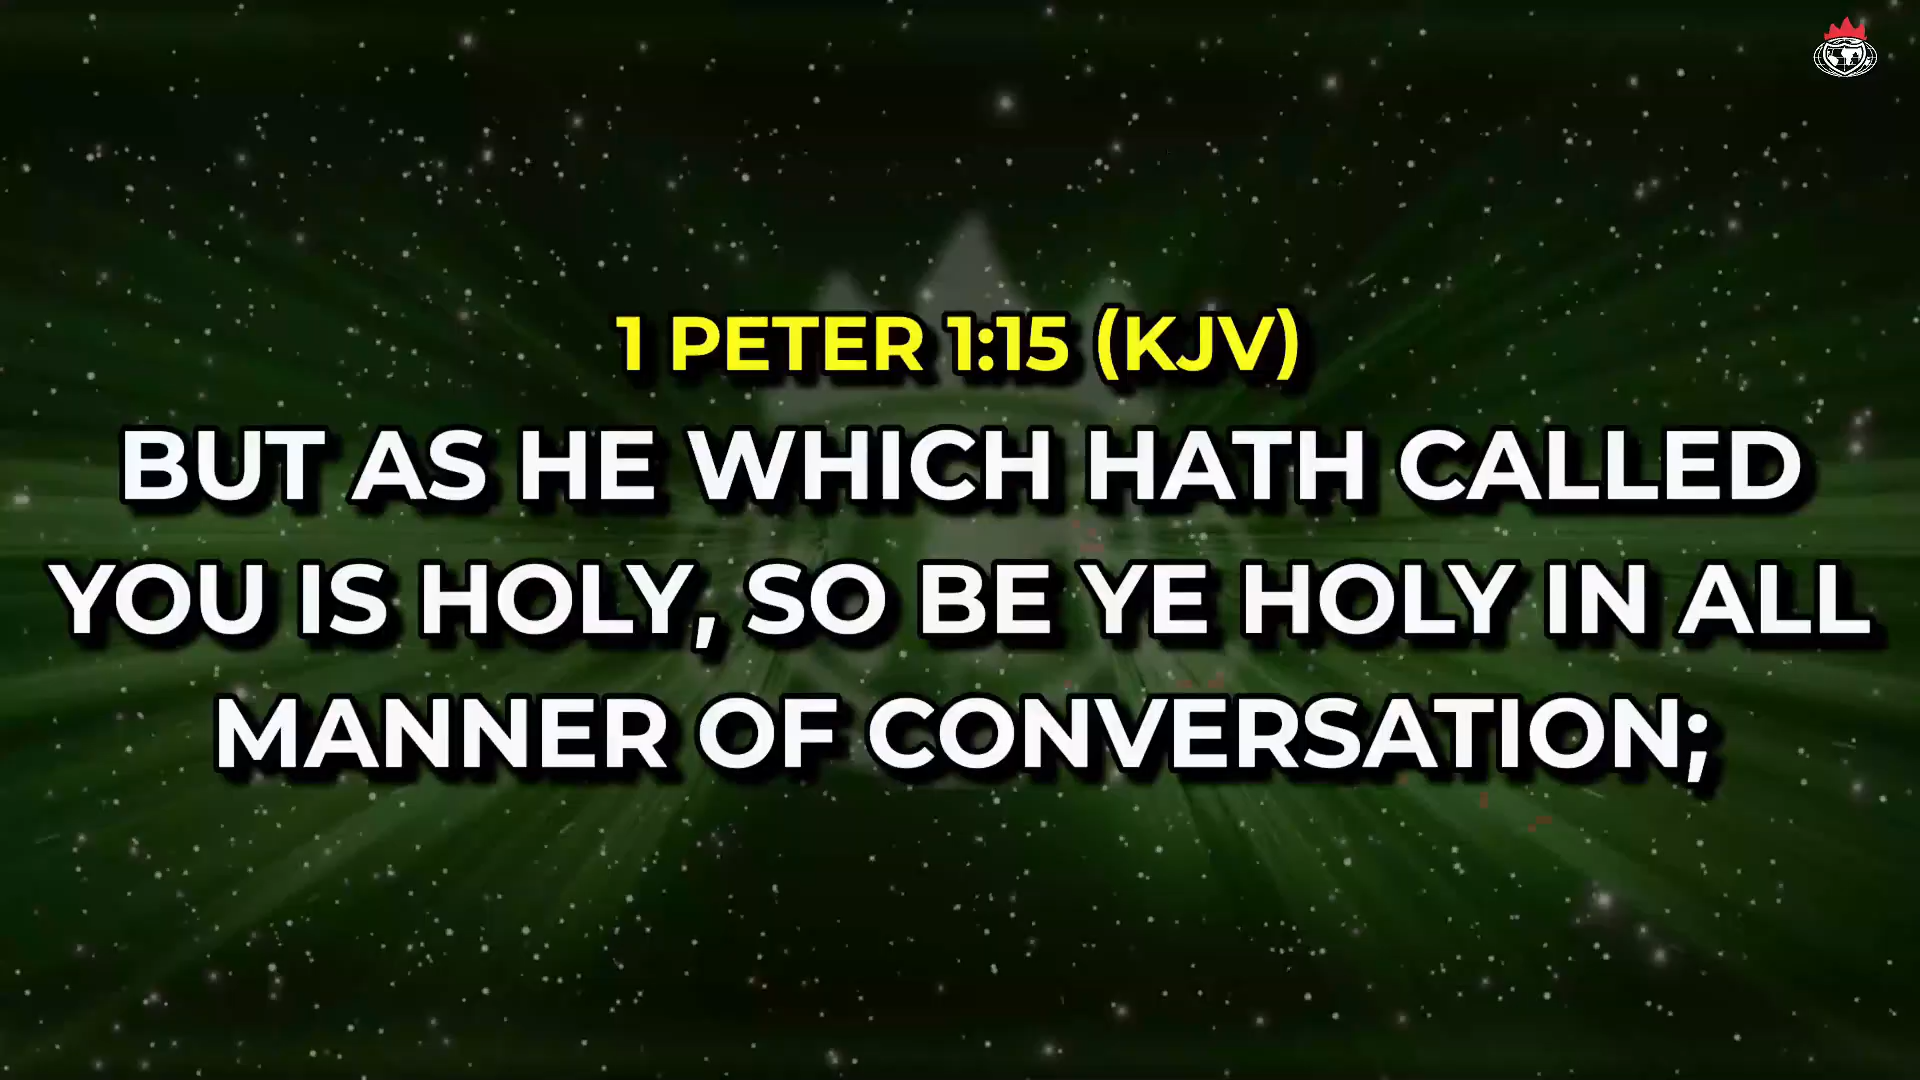 1 PETER 1:15 (KJV)
BUT AS HE WHICH HATH CALLED
YOU IS HOLY, SO BE YE HOLY IN ALL
MANNER OF CONVERSATION;